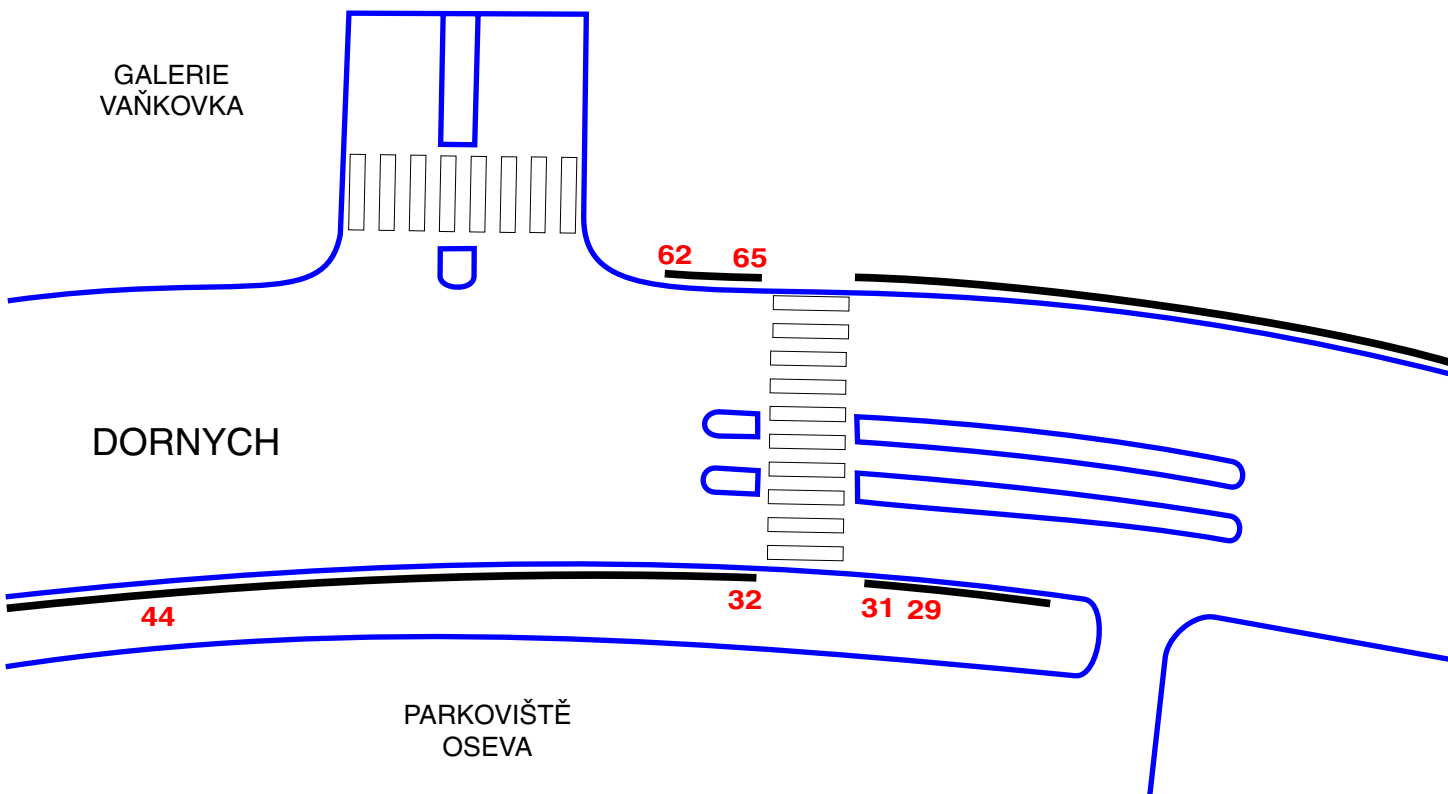 GALERIE
VAŇKOVKA
62 65
DORNYCH
44 32 31 29
PARKOVIŠTĚ
OSEVA